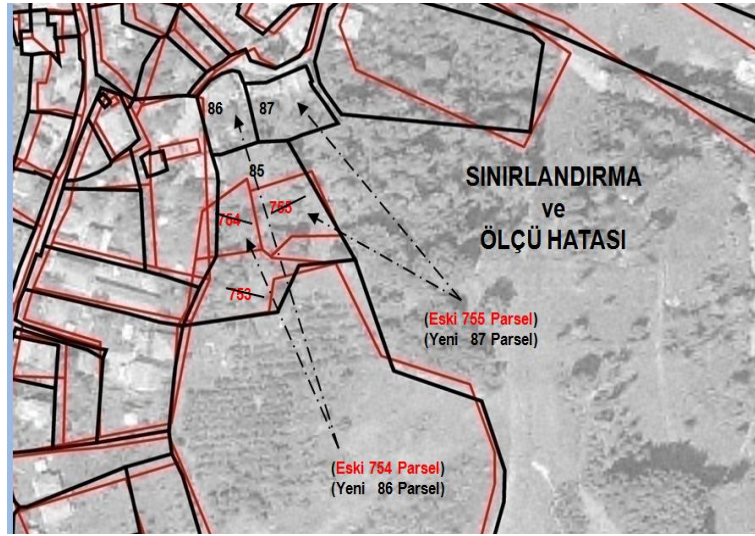 86
87
85
754
755
753
SINIRLANDIRMA
ve
ÖLÇÜ HATASI
(Eski 755 Parsel)
(Yeni 87 Parsel)
(Eski 754 Parsel)
(Yeni 86 Parsel)